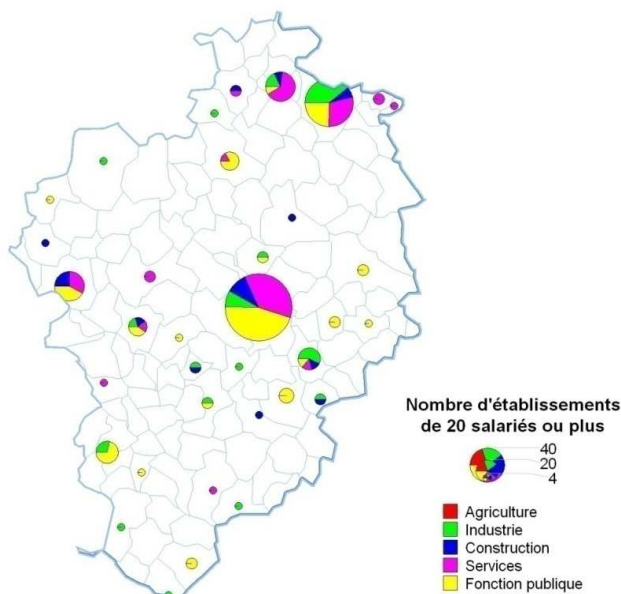 Nombre d'établissements
de 20 salariés ou plus
40
20
4
Agriculture
Industrie
Construction
Services
Fonction publique